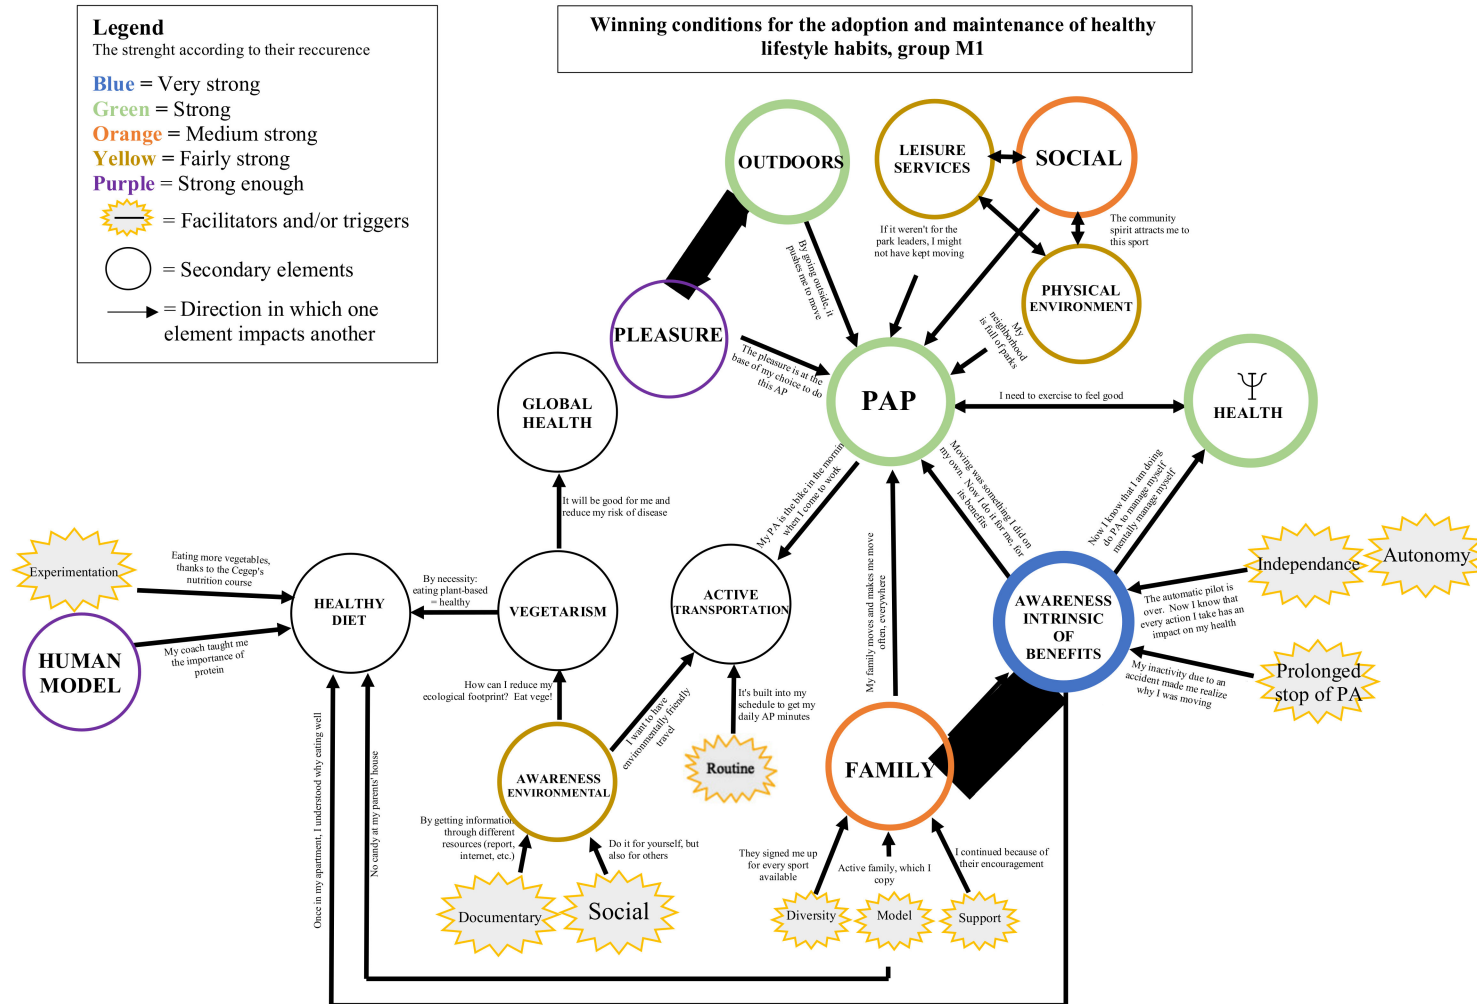 Legend
The strenght according to their reccurence
Blue = Very strong
Green = Strong
Orange = Medium strong
Yellow = Fairly strong
Purple = Strong enough
= Facilitators and/or triggers
= Secondary elements
= Direction in which one
element impacts another
Winning conditions for the adoption and maintenance of healthy
lifestyle habits, group M1
OUTDOORS
LEISURE
SERVICES
SOCIAL
If it weren't for the
park leaders, I might
not have kept moving
The community
spirit attracts me to
this sport
By going outside, it
pushes me to move
PHYSICAL
ENVIRONMENT
PLEASURE
My
neighborhood
is full of parks
The pleasure is at the
base of my choice to do
this AP
PAP
I need to exercise to feel good
Ψ
HEALTH
GLOBAL
HEALTH
My PA is the bike in the mornin
when I come to work
Moving was something I did on
my own. Now I do it for me, for
its benefits
Now I know that I am doing
do PA to manage myself
mentally manage myself
It will be good for me and
reduce my risk of disease
Experimentation
Eating more vegetables,
thanks to the Cegep's
nutrition course
HEALTHY
DIET
By necessity:
eating plant-based
= healthy
VEGETARISM
ACTIVE
TRANSPORTATION
My family moves and makes me move
often, everywhere
AWARENESS
INTRINSIC
OF
BENEFITS
Independance
Autonomy
The automatic pilot is
over. Now I know that
every action I take has an
impact on my health
HUMAN
MODEL
My coach taught me
the importance of
protein
My inactivity due to an
accident made me realize
why I was moving
Prolonged
stop of PA
How can I reduce my
ecological footprint? Eat vege!
I want to have
environmentally friendly
travel
It's built into my
schedule to get my
daily AP minutes
Routine
AWARENESS
ENVIRONMENTAL
FAMILY
Once in my apartment, I understood why eating well
No candy at my parents' house
By getting information
through different
resources (report,
internet, etc.)
Do it for yourself, but
also for others
They signed me up
for every sport
available
Active family, which I
copy
I continued because of
their encouragement
Documentary
Social
Diversity
Model
Support